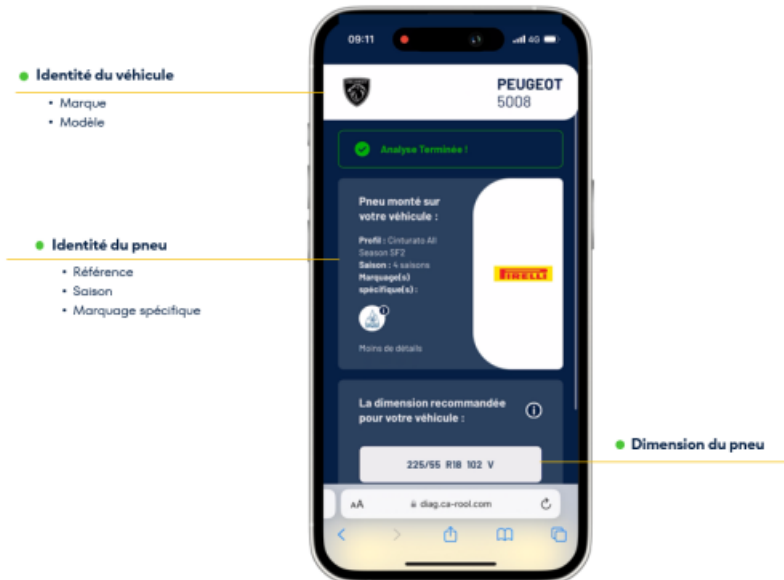 Identité du véhicule
• Marque
• Modèle
Identité du pneu
• Référence
• Saison
• Marquage spécifique
09:11
4G
PEUGEOT
5008
Analyse Terminée !
Pneu monté sur
votre véhicule :
Profil : Cinturato All
Season SF2
Saison : 4 saisons
Marquage(s)
spécifique(s) :
Moins de détails
PIRELLI
La dimension recommandée
pour votre véhicule :
225/55 R18 102 V
AA
diag.ca-rool.com
Dimension du pneu